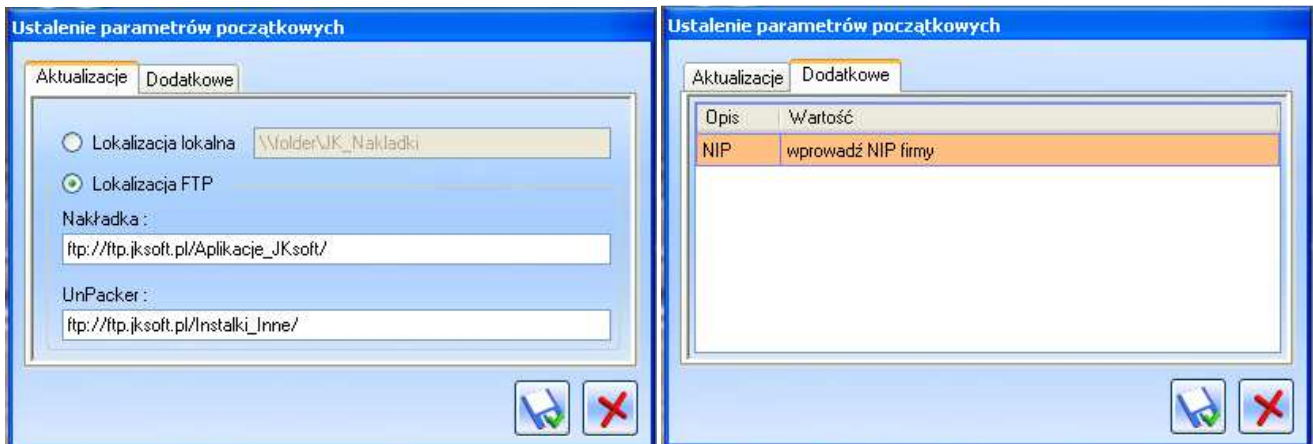 Ustalenie parametrów początkowych
Aktualizacje Dodatkowe
Lokalizacja lokalna \\folder\JK_Nakladki
Lokalizacja FTP
Nakładka :
ftp://ftp.jksoft.pl/Aplikacje_JKsoft/
UnPacker :
ftp://ftp.jksoft.pl/Instalki_Inne/
Ustalenie parametrów początkowych
Aktualizacje Dodatkowe
Opis Wartość
NIP wprowadź NIP firmy